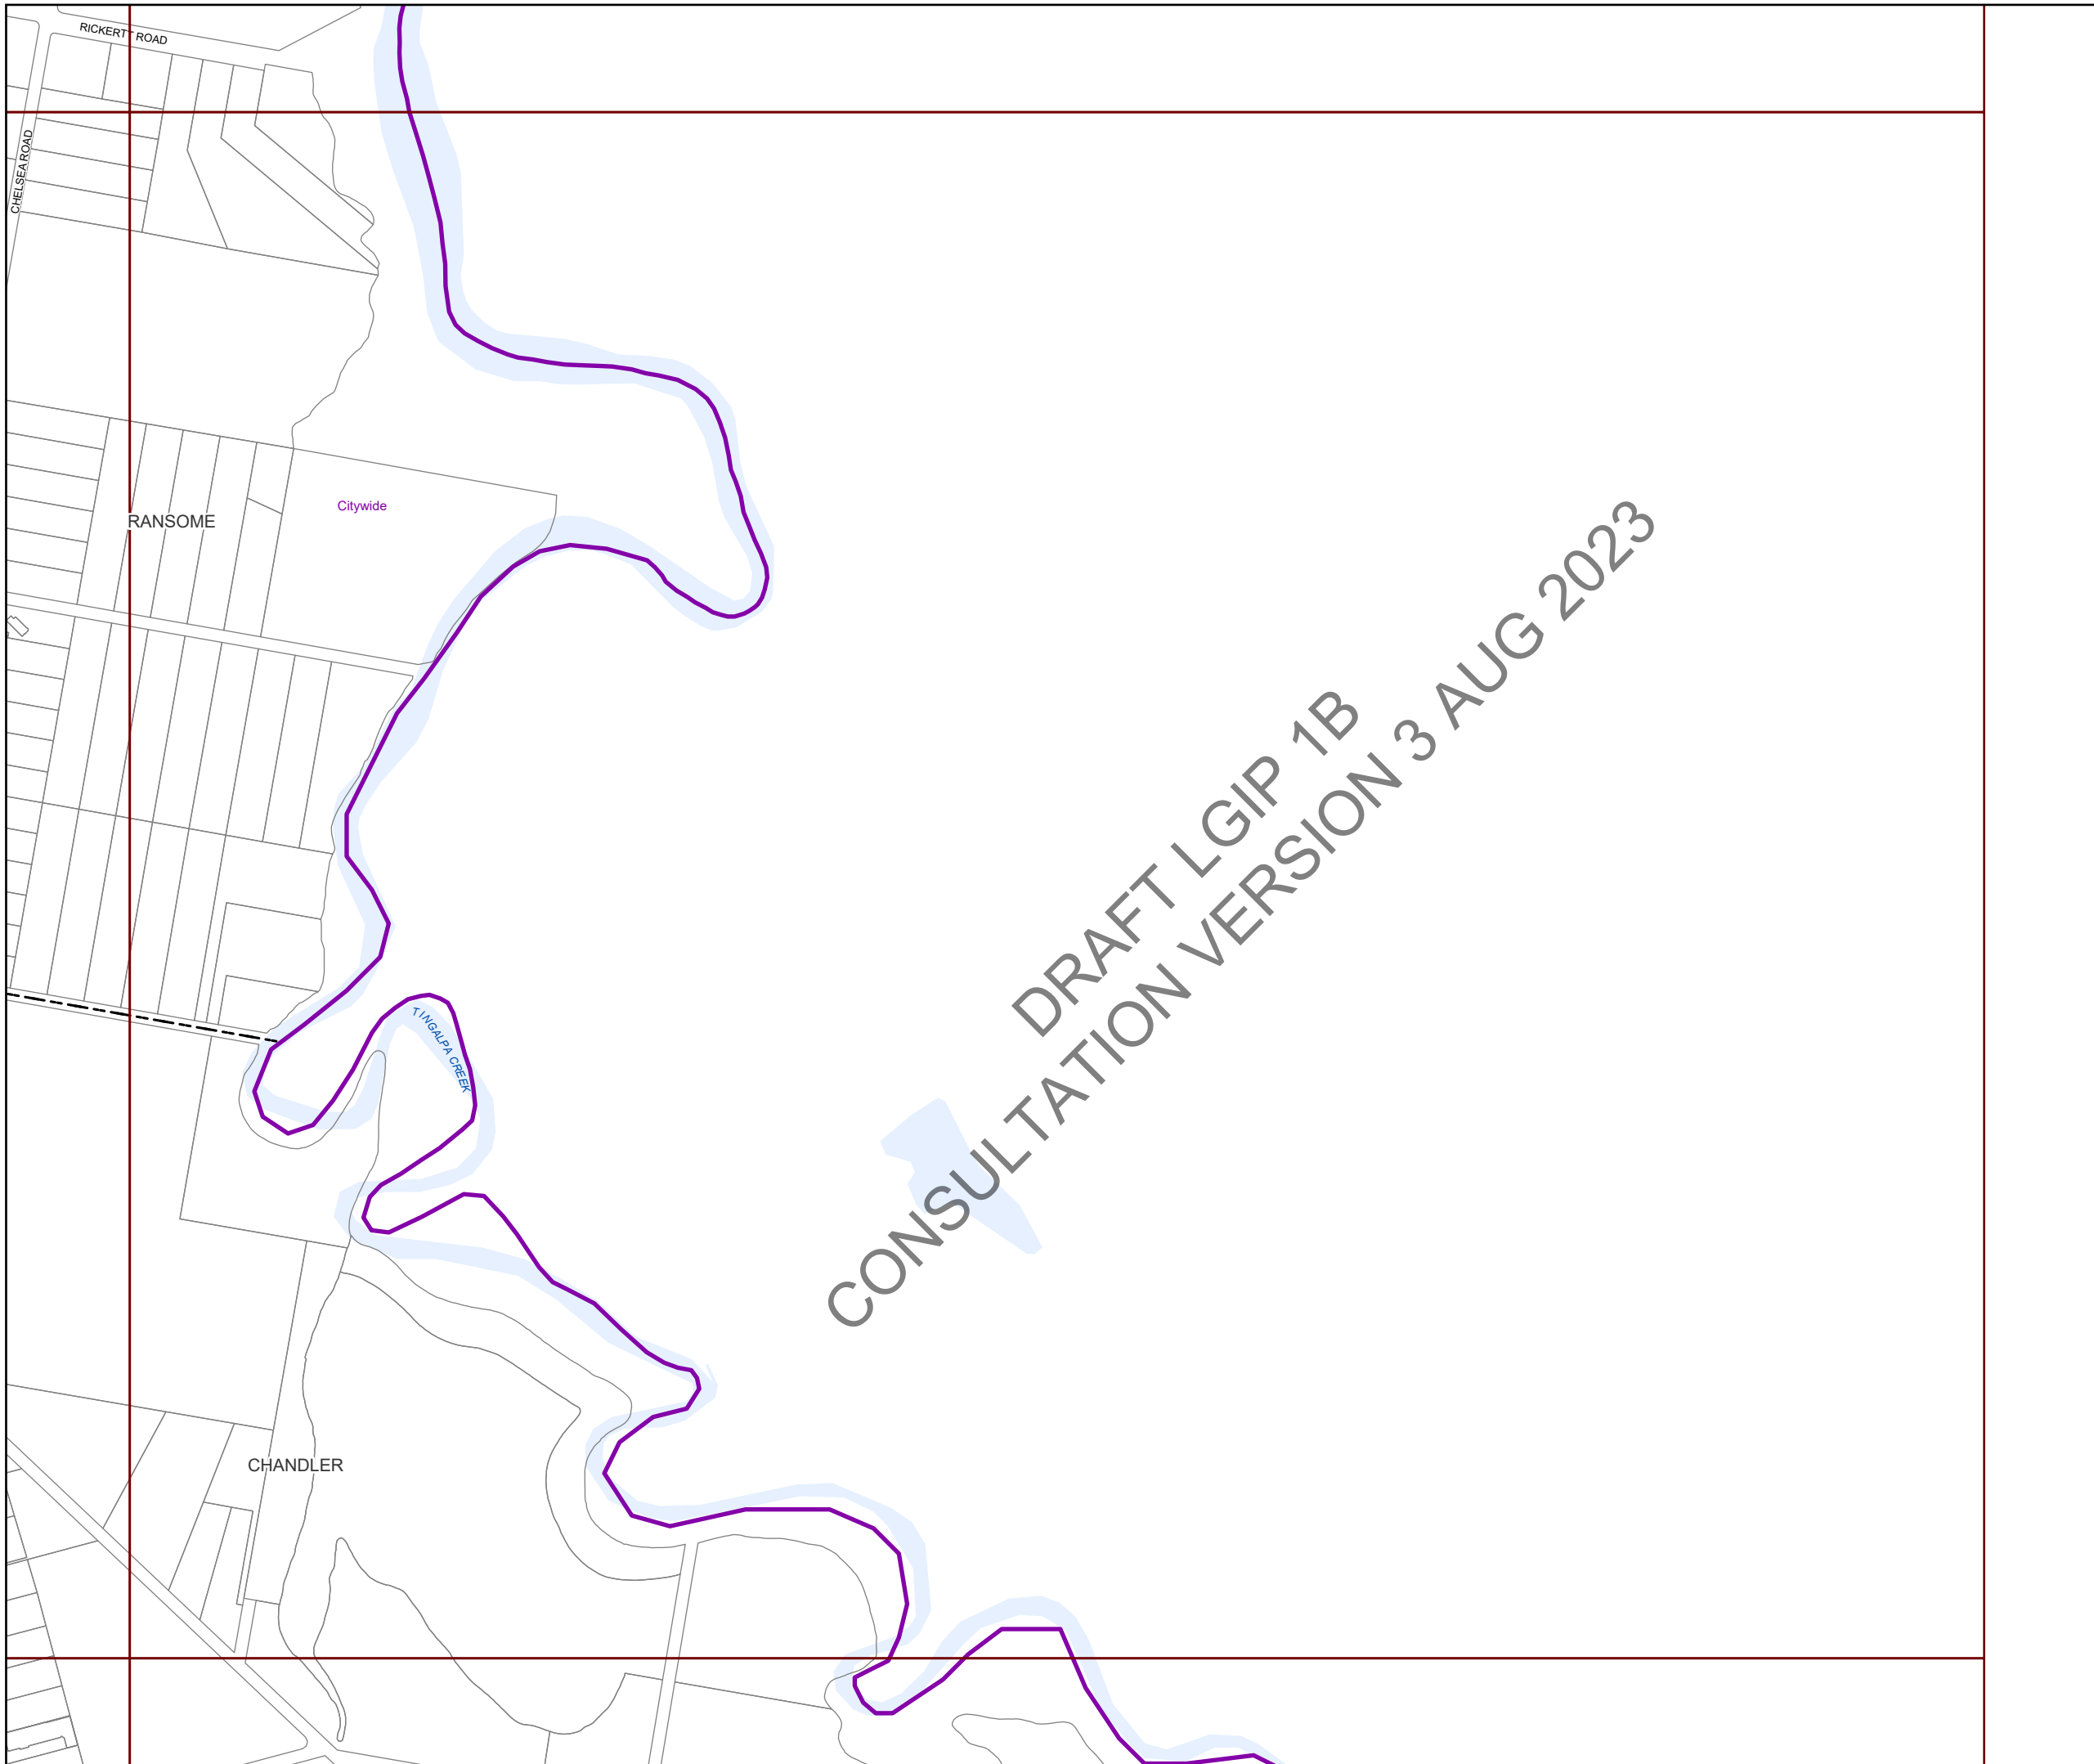 RICKERTT ROAD
CHELSEA ROAD
Citywide
RANSOME
DRAFT LGIP 1B
CONSULTATION VERSION 3 AUG 2023
TINGALPA CREEK
CHANDLER